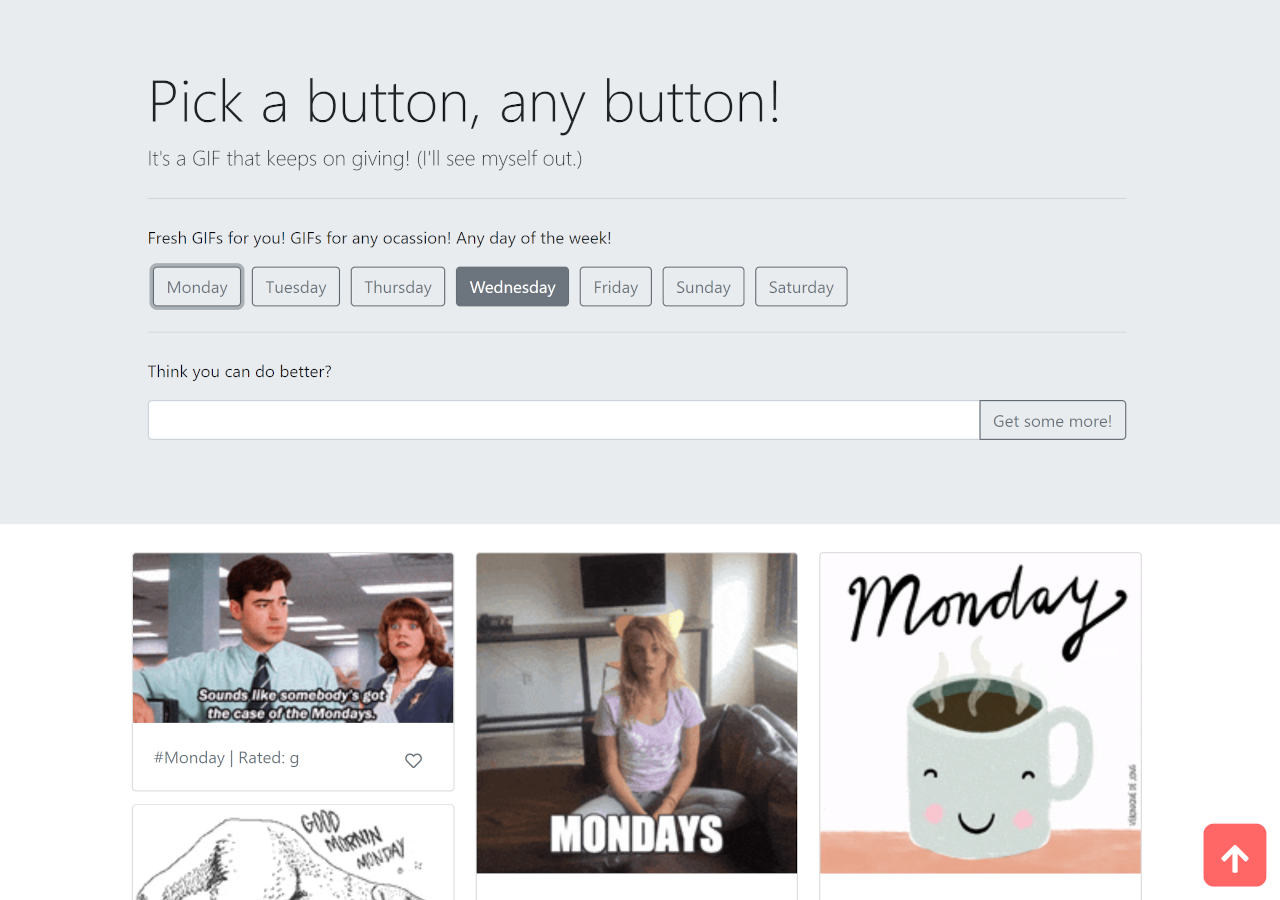 Pick a button, any button!
It's a GIF that keeps on giving! (I'll see myself out.)
Fresh GIFs for you! GIFs for any ocassion! Any day of the week!
Monday Tuesday Thursday Wednesday Friday Sunday Saturday
Think you can do better?
Get some more!
Sounds like somebody's got
the case of the Mondays.
#Monday | Rated: g
GOOD
MORNIN
MONDAY
MONDAYS
Monday
VÉRONIQUE DE JONG